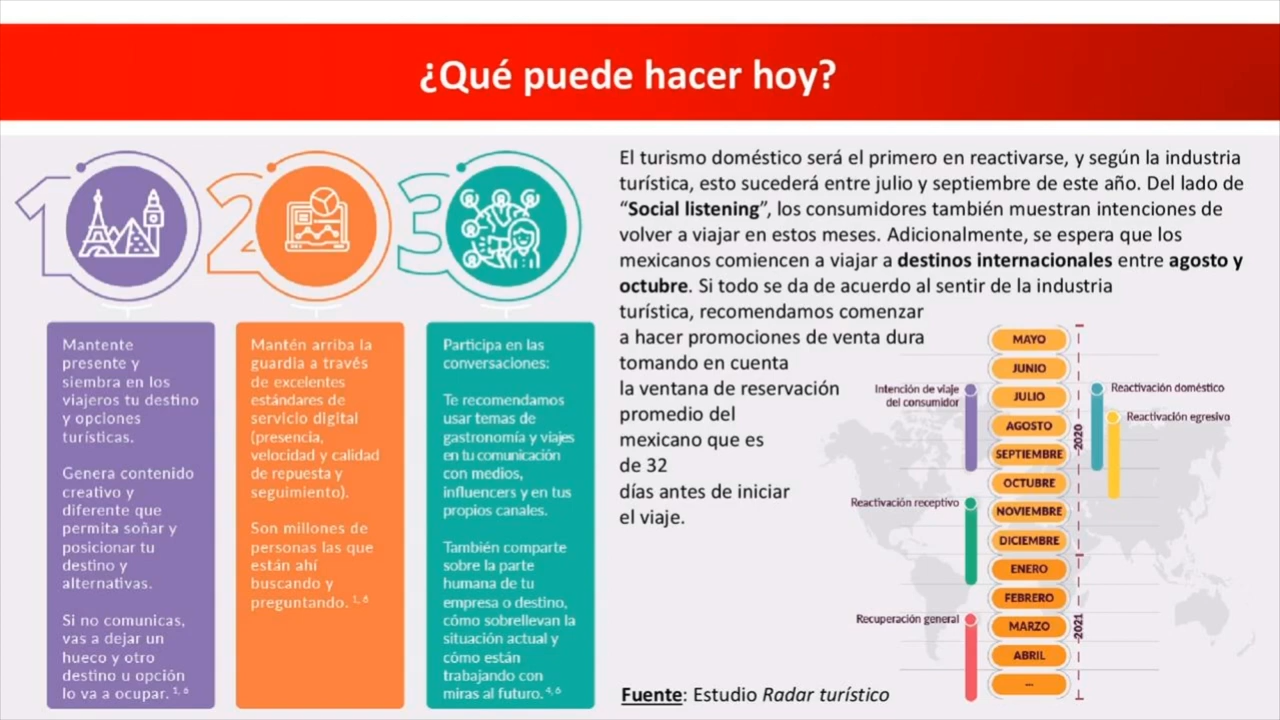 ¿Qué puede hacer hoy?
1
Mantente
presente y
siembra en los
viajeros tu destino
y opciones
turísticas.
Genera contenido
creativo y
diferente que
permita soñar y
posicionar tu
destino y
alternativas.
Si no comunicas,
vas a dejar un
hueco y otro
destino u opción
lo va a ocupar. 1, 6
2
Mantén arriba la
guardia a través
de excelentes
estándares de
servicio digital
(presencia,
velocidad y calidad
de repuesta y
seguimiento).
Son millones de
personas las que
están ahí
buscando y
preguntando. 1, 6
3
Participa en las
conversaciones:
Te recomendamos
usar temas de
gastronomía y viajes
en tu comunicación
con medios,
influencers y en tus
propios canales.
También comparte
sobre la parte
humana de tu
empresa o destino,
cómo sobrellevan la
situación actual y
cómo están
trabajando con
miras al futuro. 4, 6
El turismo doméstico será el primero en reactivarse, y según la industria
turística, esto sucederá entre julio y septiembre de este año. Del lado de
“Social listening”, los consumidores también muestran intenciones de
volver a viajar en estos meses. Adicionalmente, se espera que los
mexicanos comiencen a viajar a destinos internacionales entre agosto y
octubre. Si todo se da de acuerdo al sentir de la industria
turística, recomendamos comenzar
a hacer promociones de venta dura
tomando en cuenta
la ventana de reservación
promedio del
mexicano que es
de 32
días antes de iniciar
el viaje.
MAYO
JUNIO
JULIO
AGOSTO
SEPTIEMBRE
OCTUBRE
NOVIEMBRE
DICIEMBRE
ENERO
FEBRERO
MARZO
ABRIL
...
2020
2021
Intención de viaje
del consumidor
Reactivación doméstico
Reactivación egresivo
Reactivación receptivo
Recuperación general
Fuente: Estudio Radar turístico